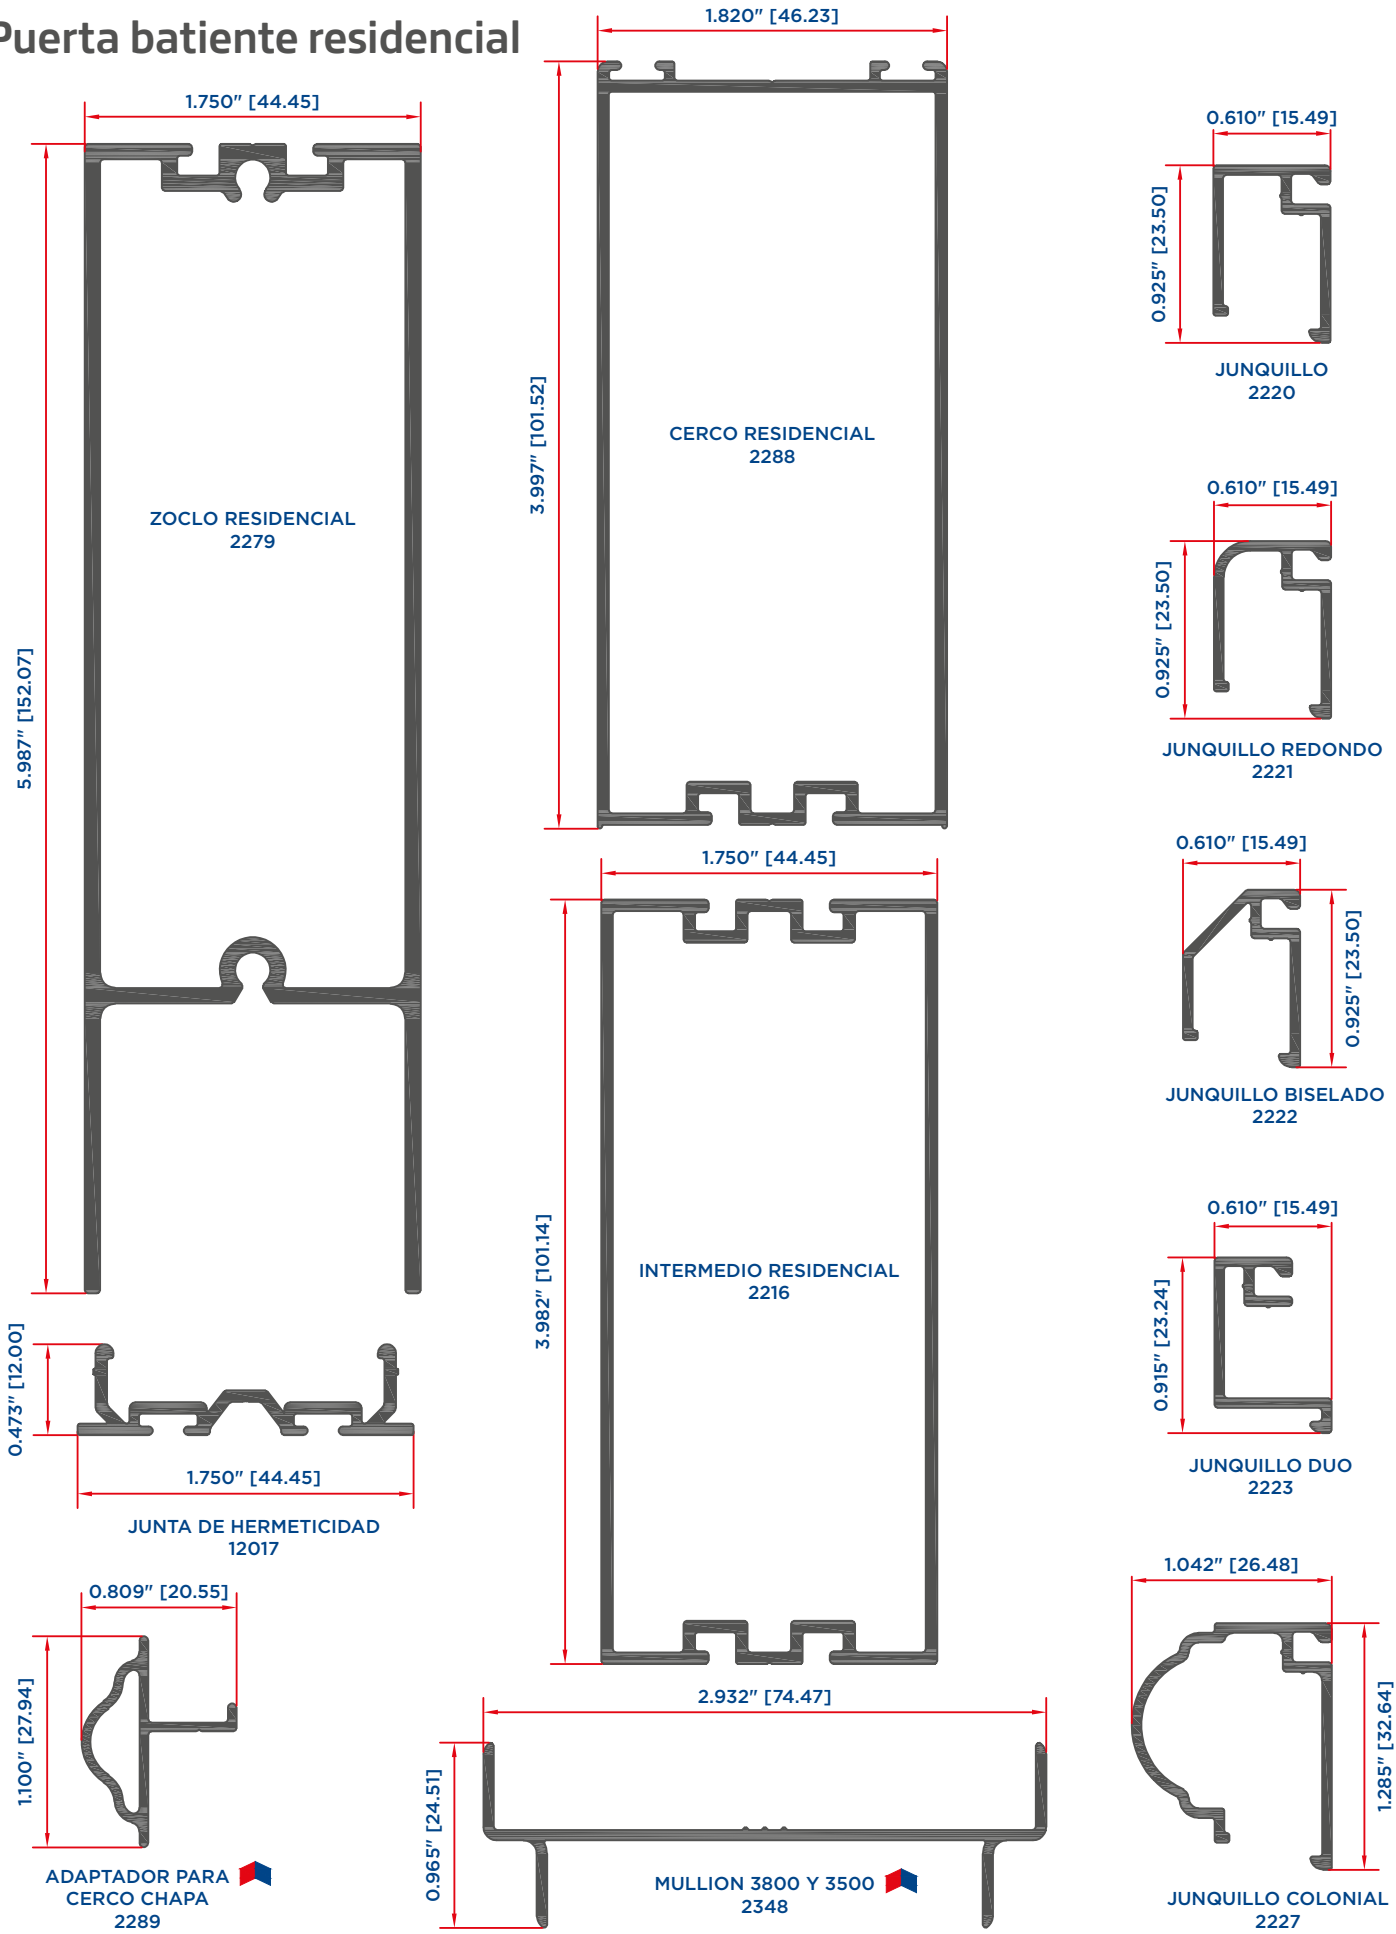 Puerta batiente residencial
1.750" [44.45]
5.987" [152.07]
ZOCLO RESIDENCIAL
2279
1.820" [46.23]
3.997" [101.52]
CERCO RESIDENCIAL
2288
0.610" [15.49]
0.925" [23.50]
JUNQUILLO
2220
0.610" [15.49]
0.925" [23.50]
JUNQUILLO REDONDO
2221
0.610" [15.49]
0.925" [23.50]
JUNQUILLO BISELADO
2222
1.750" [44.45]
3.982" [101.14]
INTERMEDIO RESIDENCIAL
2216
0.610" [15.49]
0.915" [23.24]
JUNQUILLO DUO
2223
0.473" [12.00]
1.750" [44.45]
JUNTA DE HERMETICIDAD
12017
0.809" [20.55]
1.100" [27.94]
ADAPTADOR PARA
CERCO CHAPA
2289
2.932" [74.47]
0.965" [24.51]
MULLION 3800 Y 3500
2348
1.042" [26.48]
1.285" [32.64]
JUNQUILLO COLONIAL
2227